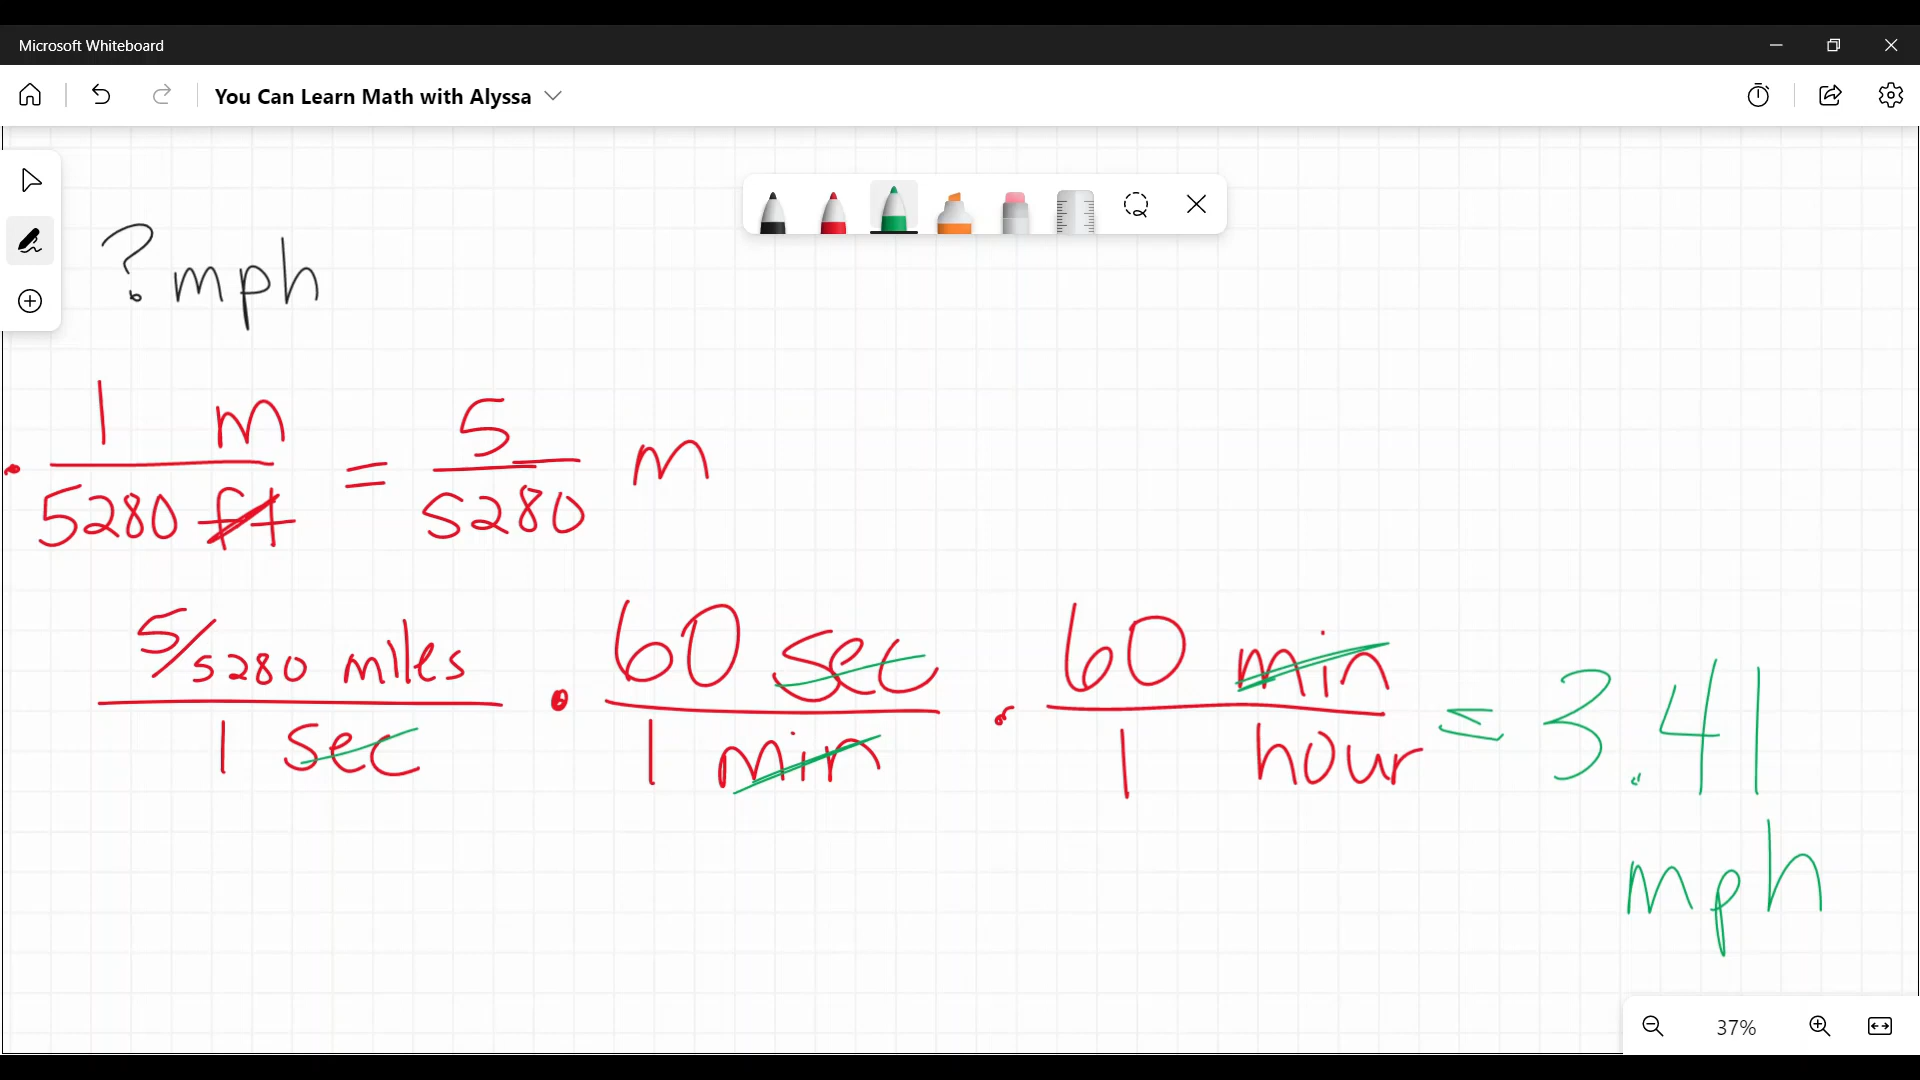 Microsoft Whiteboard
You Can Learn Math with Alyssa
? mph
· 1 m / 5280 ft = 5 / 5280 m
5/5280 miles / 1 sec · 60 sec / 1 min · 60 min / 1 hour = 3.41
mph
37%